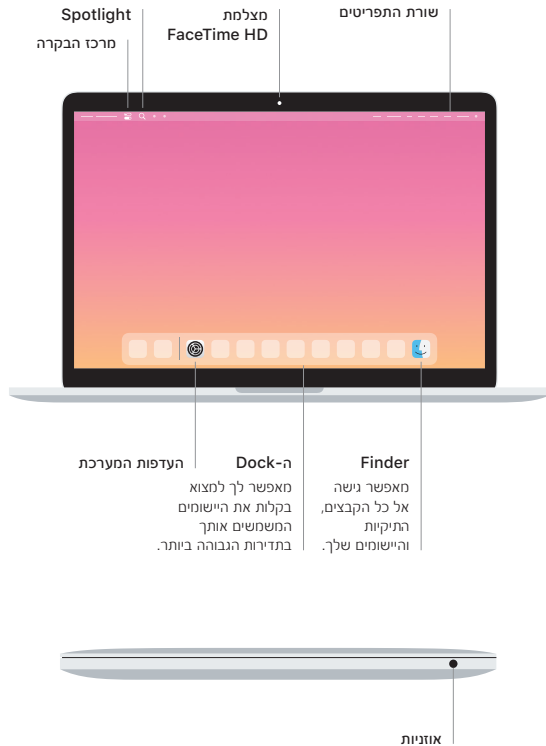 שורת התפריטים
מצלמת
FaceTime HD
Spotlight
מרכז הבקרה
Finder
מאפשר גישה
אל כל הקבצים,
התיקיות
והיישומים שלך.
ה-Dock
מאפשר לך למצוא
בקלות את היישומים
המשמשים אותך
בתדירות הגבוהה ביותר.
העדפות המערכת
אוזניות